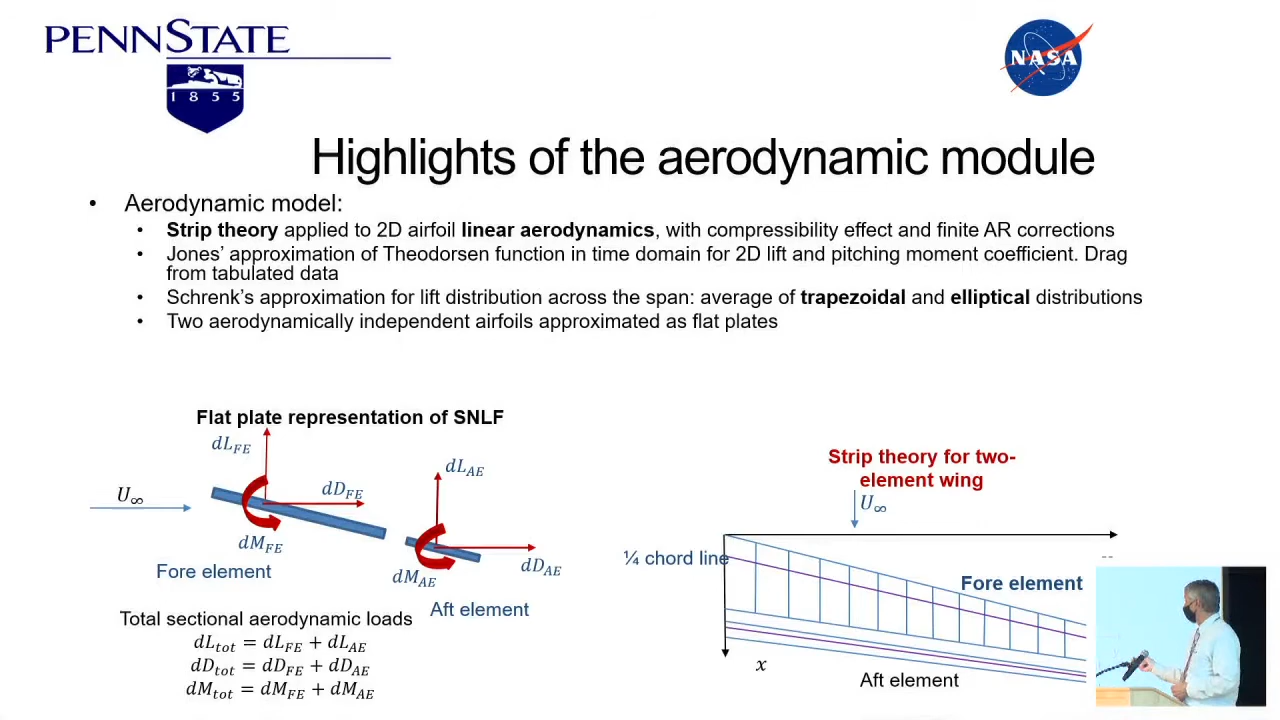 PENNSTATE
1855
NASA
Highlights of the aerodynamic module
• Aerodynamic model:
• Strip theory applied to 2D airfoil linear aerodynamics, with compressibility effect and finite AR corrections
• Jones’ approximation of Theodorsen function in time domain for 2D lift and pitching moment coefficient. Drag
from tabulated data
• Schrenk’s approximation for lift distribution across the span: average of trapezoidal and elliptical distributions
• Two aerodynamically independent airfoils approximated as flat plates
Flat plate representation of SNLF
dL_FE
dL_AE
U_∞
dD_FE
dM_FE
dD_AE
dM_AE
Fore element
Aft element
Total sectional aerodynamic loads
dL_tot = dL_FE + dL_AE
dD_tot = dD_FE + dD_AE
dM_tot = dM_FE + dM_AE
Strip theory for two-
element wing
U_∞
¼ chord line
Fore element
x
Aft element